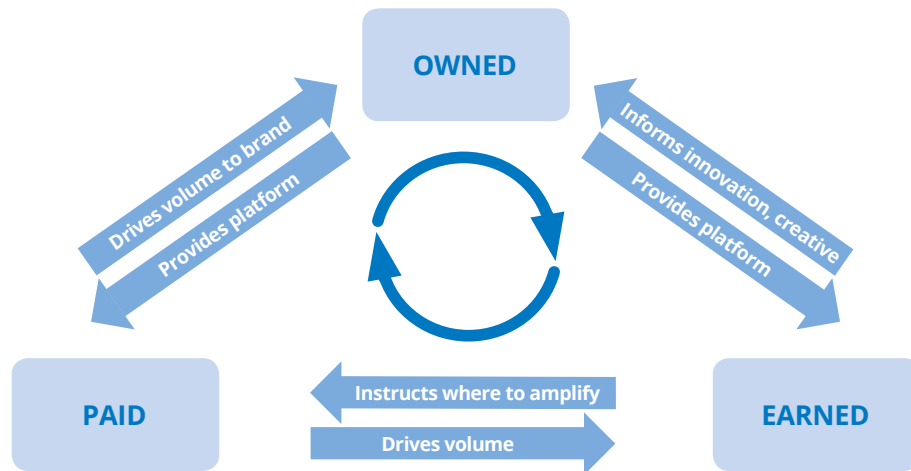 OWNED
Drives volume to brand
Provides platform
Informs innovation, creative
Provides platform
PAID
Instructs where to amplify
Drives volume
EARNED